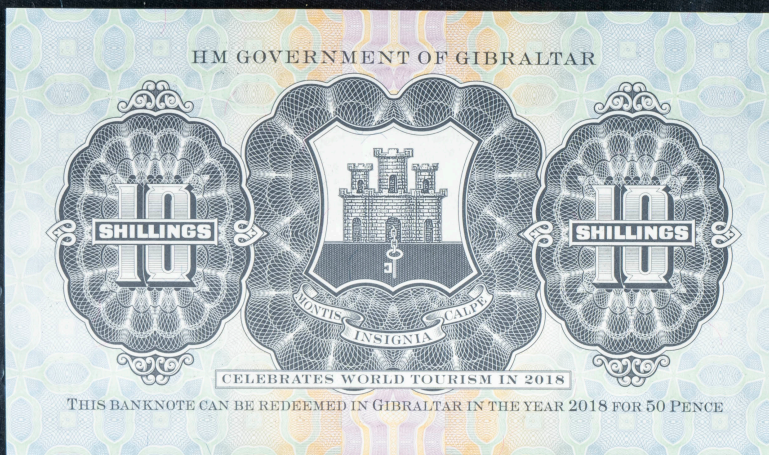 HM GOVERNMENT OF GIBRALTAR
10
SHILLINGS
10
SHILLINGS
MONTIS INSIGNIA CALPE
CELEBRATES WORLD TOURISM IN 2018
THIS BANKNOTE CAN BE REDEEMED IN GIBRALTAR IN THE YEAR 2018 FOR 50 PENCE